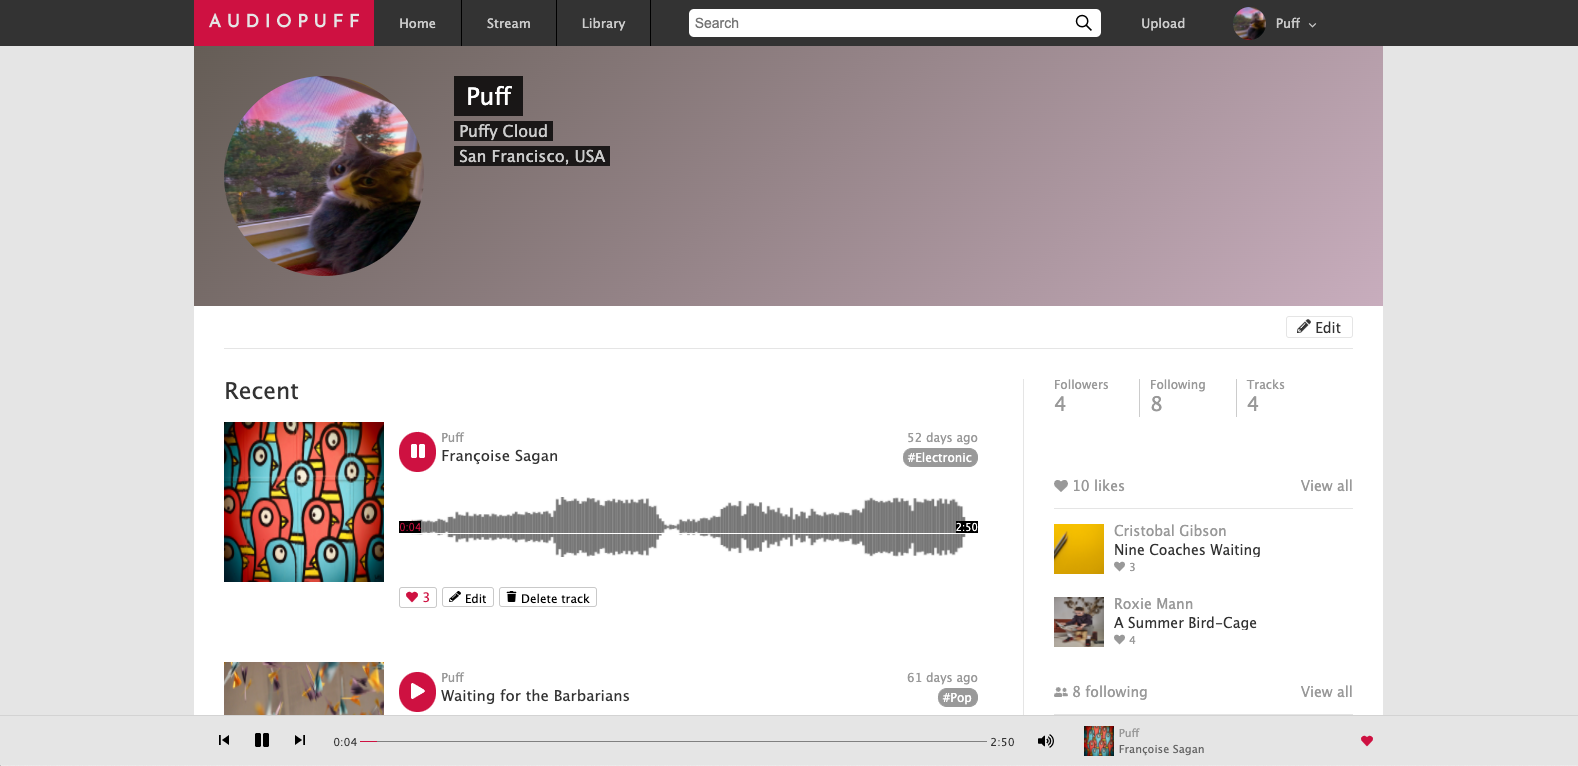 AUDIOPUFF
Home
Stream
Library
Search
Upload
Puff
Puff
Puffy Cloud
San Francisco, USA
Edit
Recent
Puff
Françoise Sagan
52 days ago
#Electronic
0:04
2:50
3
Edit
Delete track
Puff
Waiting for the Barbarians
61 days ago
#Pop
Followers
4
Following
8
Tracks
4
10 likes
View all
Cristobal Gibson
Nine Coaches Waiting
3
Roxie Mann
A Summer Bird-Cage
4
8 following
View all
0:04
2:50
Puff
Françoise Sagan